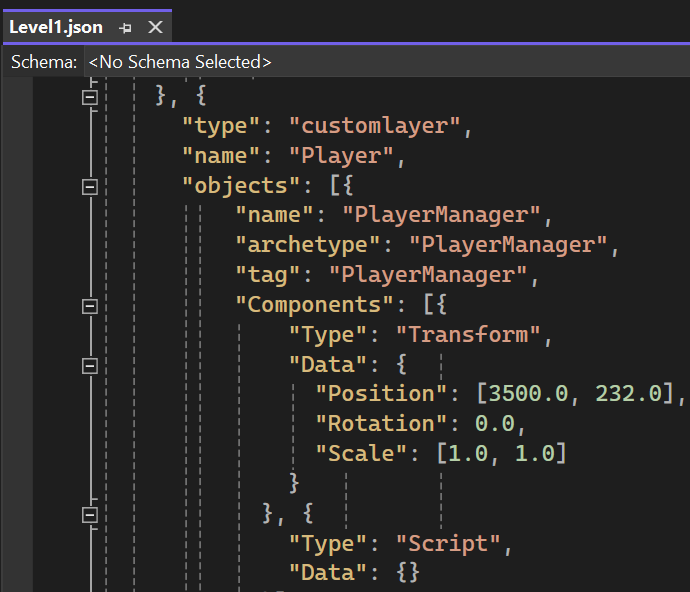 Level1.json
Schema: <No Schema Selected>
}, {
"type": "customlayer",
"name": "Player",
"objects": [{
"name": "PlayerManager",
"archetype": "PlayerManager",
"tag": "PlayerManager",
"Components": [{
"Type": "Transform",
"Data": {
"Position": [3500.0, 232.0],
"Rotation": 0.0,
"Scale": [1.0, 1.0]
}
}, {
"Type": "Script",
"Data": {}